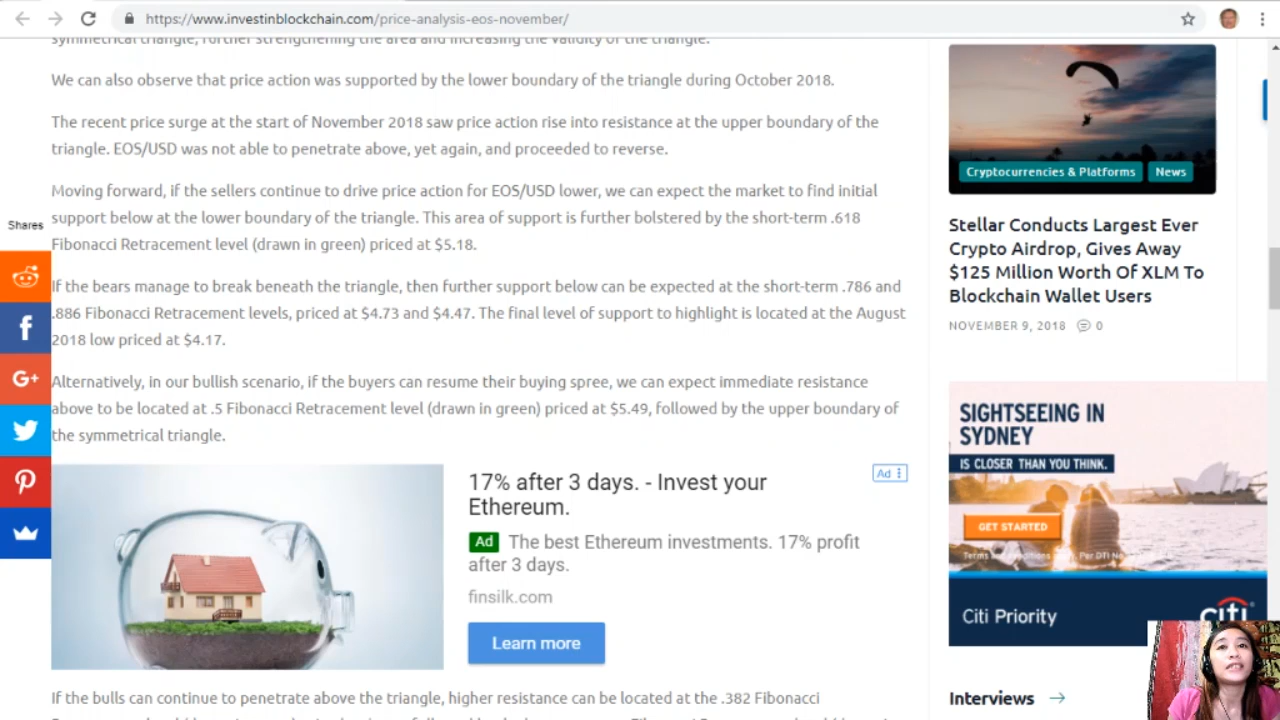 https://www.investinblockchain.com/price-analysis-eos-november/
symmetrical triangle, further strengthening the area and increasing the validity of the triangle.
We can also observe that price action was supported by the lower boundary of the triangle during October 2018.
The recent price surge at the start of November 2018 saw price action rise into resistance at the upper boundary of the
triangle. EOS/USD was not able to penetrate above, yet again, and proceeded to reverse.
Moving forward, if the sellers continue to drive price action for EOS/USD lower, we can expect the market to find initial
support below at the lower boundary of the triangle. This area of support is further bolstered by the short-term .618
Fibonacci Retracement level (drawn in green) priced at $5.18.
If the bears manage to break beneath the triangle, then further support below can be expected at the short-term .786 and
.886 Fibonacci Retracement levels, priced at $4.73 and $4.47. The final level of support to highlight is located at the August
2018 low priced at $4.17.
Alternatively, in our bullish scenario, if the buyers can resume their buying spree, we can expect immediate resistance
above to be located at .5 Fibonacci Retracement level (drawn in green) priced at $5.49, followed by the upper boundary of
the symmetrical triangle.
17% after 3 days. - Invest your
Ethereum.
Ad
Ad The best Ethereum investments. 17% profit
after 3 days.
finsilk.com
Learn more
If the bulls can continue to penetrate above the triangle, higher resistance can be located at the .382 Fibonacci
Shares
G+
Cryptocurrencies & Platforms
News
Stellar Conducts Largest Ever
Crypto Airdrop, Gives Away
$125 Million Worth Of XLM To
Blockchain Wallet Users
NOVEMBER 9, 2018 0
SIGHTSEEING IN
SYDNEY
IS CLOSER THAN YOU THINK.
GET STARTED
Citi Priority
citi
Interviews